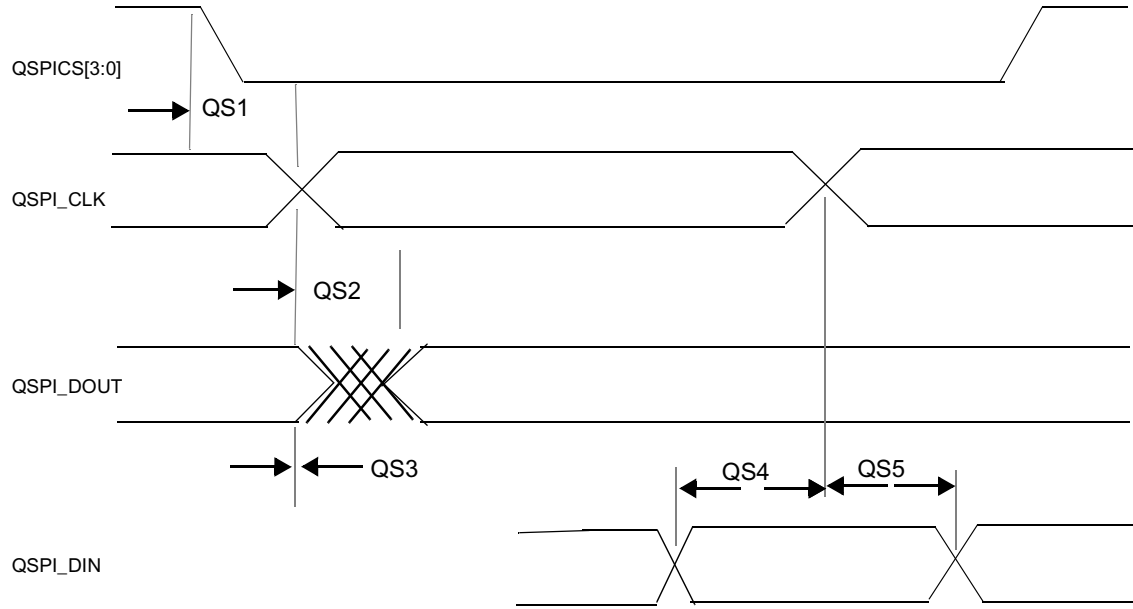 QSPICS[3:0]
QS1
QSPI_CLK
QS2
QSPI_DOUT
QS3
QS4
QS5
QSPI_DIN